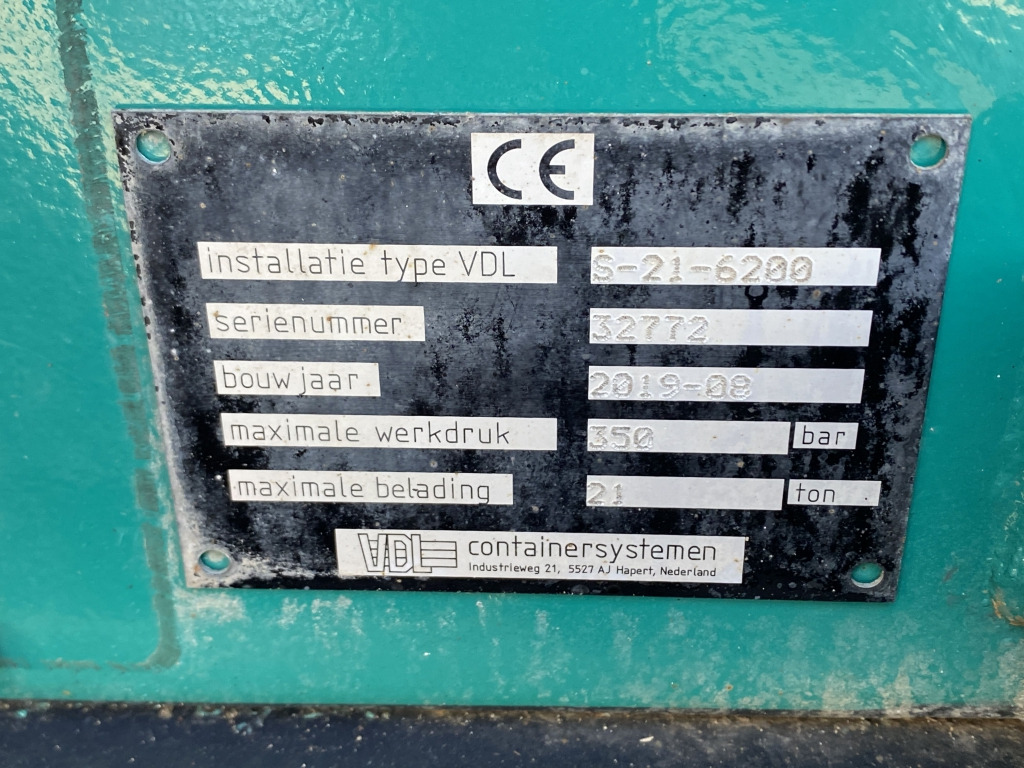 CE
installatie type VDL S-21-6200
serienummer 32772
bouwjaar 2019-08
maximale werkdruk 350 bar
maximale belading 21 ton
VDL containersystemen
Industrieweg 21, 5527 AJ Hapert, Nederland